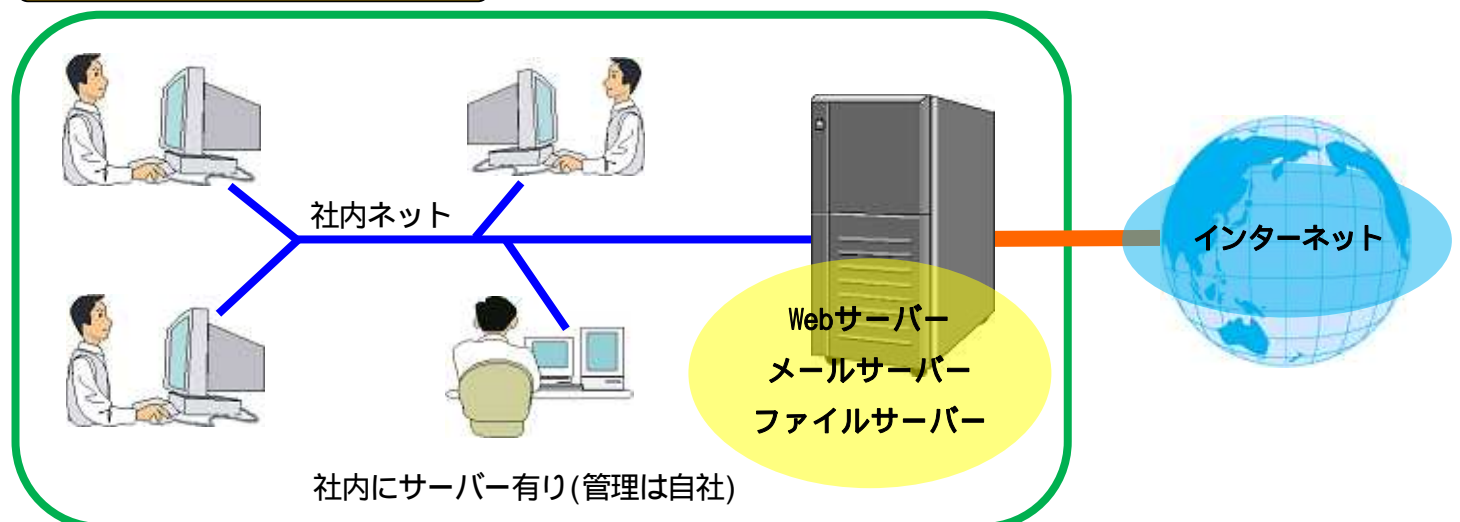 社内ネット
インターネット
Webサーバー
メールサーバー
ファイルサーバー
社内にサーバー有り(管理は自社)